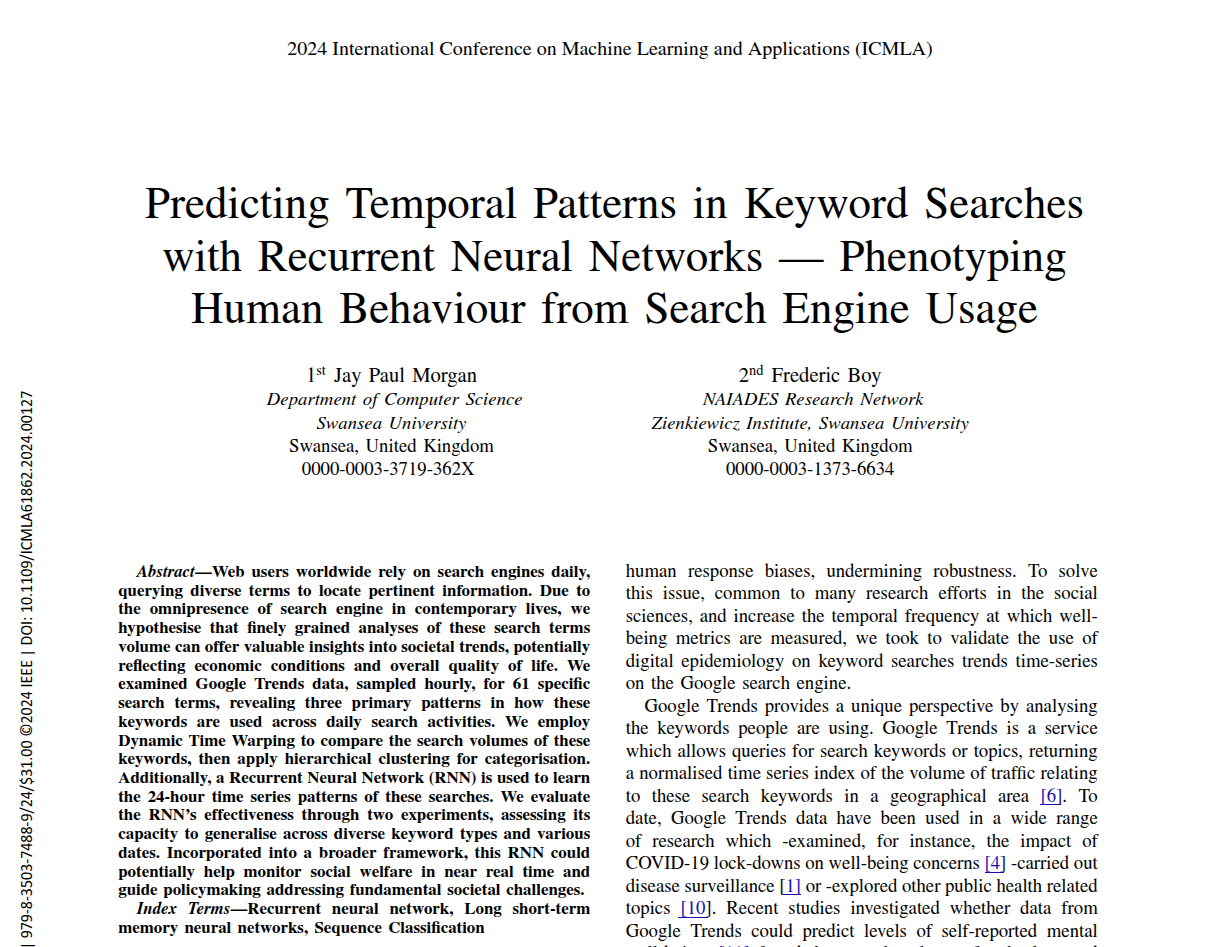 2024 International Conference on Machine Learning and Applications (ICMLA)
Predicting Temporal Patterns in Keyword Searches
with Recurrent Neural Networks — Phenotyping
Human Behaviour from Search Engine Usage
1st Jay Paul Morgan
Department of Computer Science
Swansea University
Swansea, United Kingdom
0000-0003-3719-362X
2nd Frederic Boy
NAIADES Research Network
Zienkiewicz Institute, Swansea University
Swansea, United Kingdom
0000-0003-1373-6634
Abstract—Web users worldwide rely on search engines daily,
querying diverse terms to locate pertinent information. Due to
the omnipresence of search engine in contemporary lives, we
hypothesise that finely grained analyses of these search terms
volume can offer valuable insights into societal trends, potentially
reflecting economic conditions and overall quality of life. We
examined Google Trends data, sampled hourly, for 61 specific
search terms, revealing three primary patterns in how these
keywords are used across daily search activities. We employ
Dynamic Time Warping to compare the search volumes of these
keywords, then apply hierarchical clustering for categorisation.
Additionally, a Recurrent Neural Network (RNN) is used to learn
the 24-hour time series patterns of these searches. We evaluate
the RNN's effectiveness through two experiments, assessing its
capacity to generalise across diverse keyword types and various
dates. Incorporated into a broader framework, this RNN could
potentially help monitor social welfare in near real time and
guide policymaking addressing fundamental societal challenges.
Index Terms—Recurrent neural network, Long short-term
memory neural networks, Sequence Classification
human response biases, undermining robustness. To solve
this issue, common to many research efforts in the social
sciences, and increase the temporal frequency at which well-
being metrics are measured, we took to validate the use of
digital epidemiology on keyword searches trends time-series
on the Google search engine.
Google Trends provides a unique perspective by analysing
the keywords people are using. Google Trends is a service
which allows queries for search keywords or topics, returning
a normalised time series index of the volume of traffic relating
to these search keywords in a geographical area [6]. To
date, Google Trends data have been used in a wide range
of research which -examined, for instance, the impact of
COVID-19 lock-downs on well-being concerns [4] -carried out
disease surveillance [1] or -explored other public health related
topics [10]. Recent studies investigated whether data from
Google Trends could predict levels of self-reported mental
| 979-8-3503-7488-9/24/$31.00 ©2024 IEEE | DOI: 10.1109/ICMLA61862.2024.00127